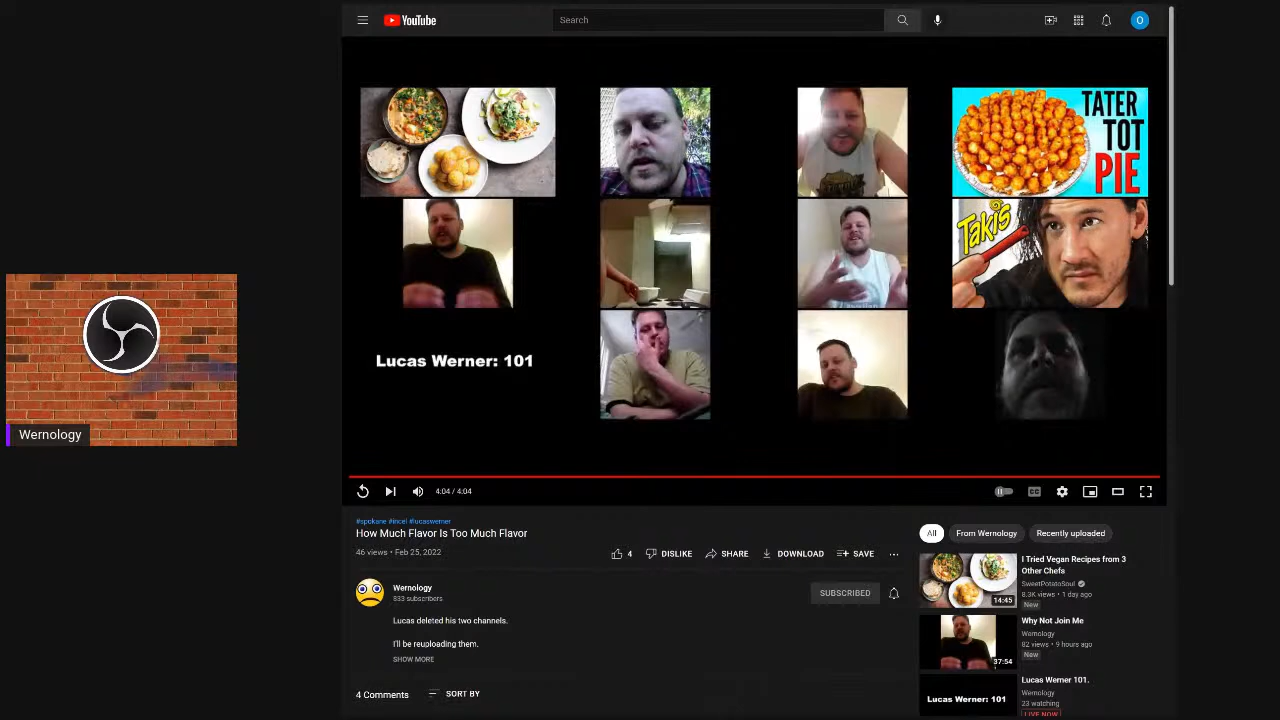 YouTube
Search
O
TATER
TOT
PIE
Takis
Lucas Werner: 101
Wernology
4:04 / 4:04
CC
#spokane #incel #lucaswerner
How Much Flavor Is Too Much Flavor
46 views • Feb 25, 2022
4
DISLIKE
SHARE
DOWNLOAD
SAVE
Wernology
833 subscribers
SUBSCRIBED
Lucas deleted his two channels.
I'll be reuploading them.
SHOW MORE
4 Comments
SORT BY
All
From Wernology
Recently uploaded
I Tried Vegan Recipes from 3
Other Chefs
SweetPotatoSoul
8.3K views • 1 day ago
New
14:45
Why Not Join Me
Wernology
82 views • 9 hours ago
New
37:54
Lucas Werner 101.
Wernology
23 watching
LIVE NOW
Lucas Werner: 101